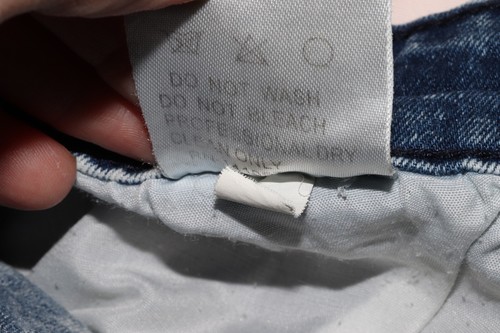 DO NOT WASH
DO NOT BLEACH
PROFESSIONAL DRY
CLEAN ONLY